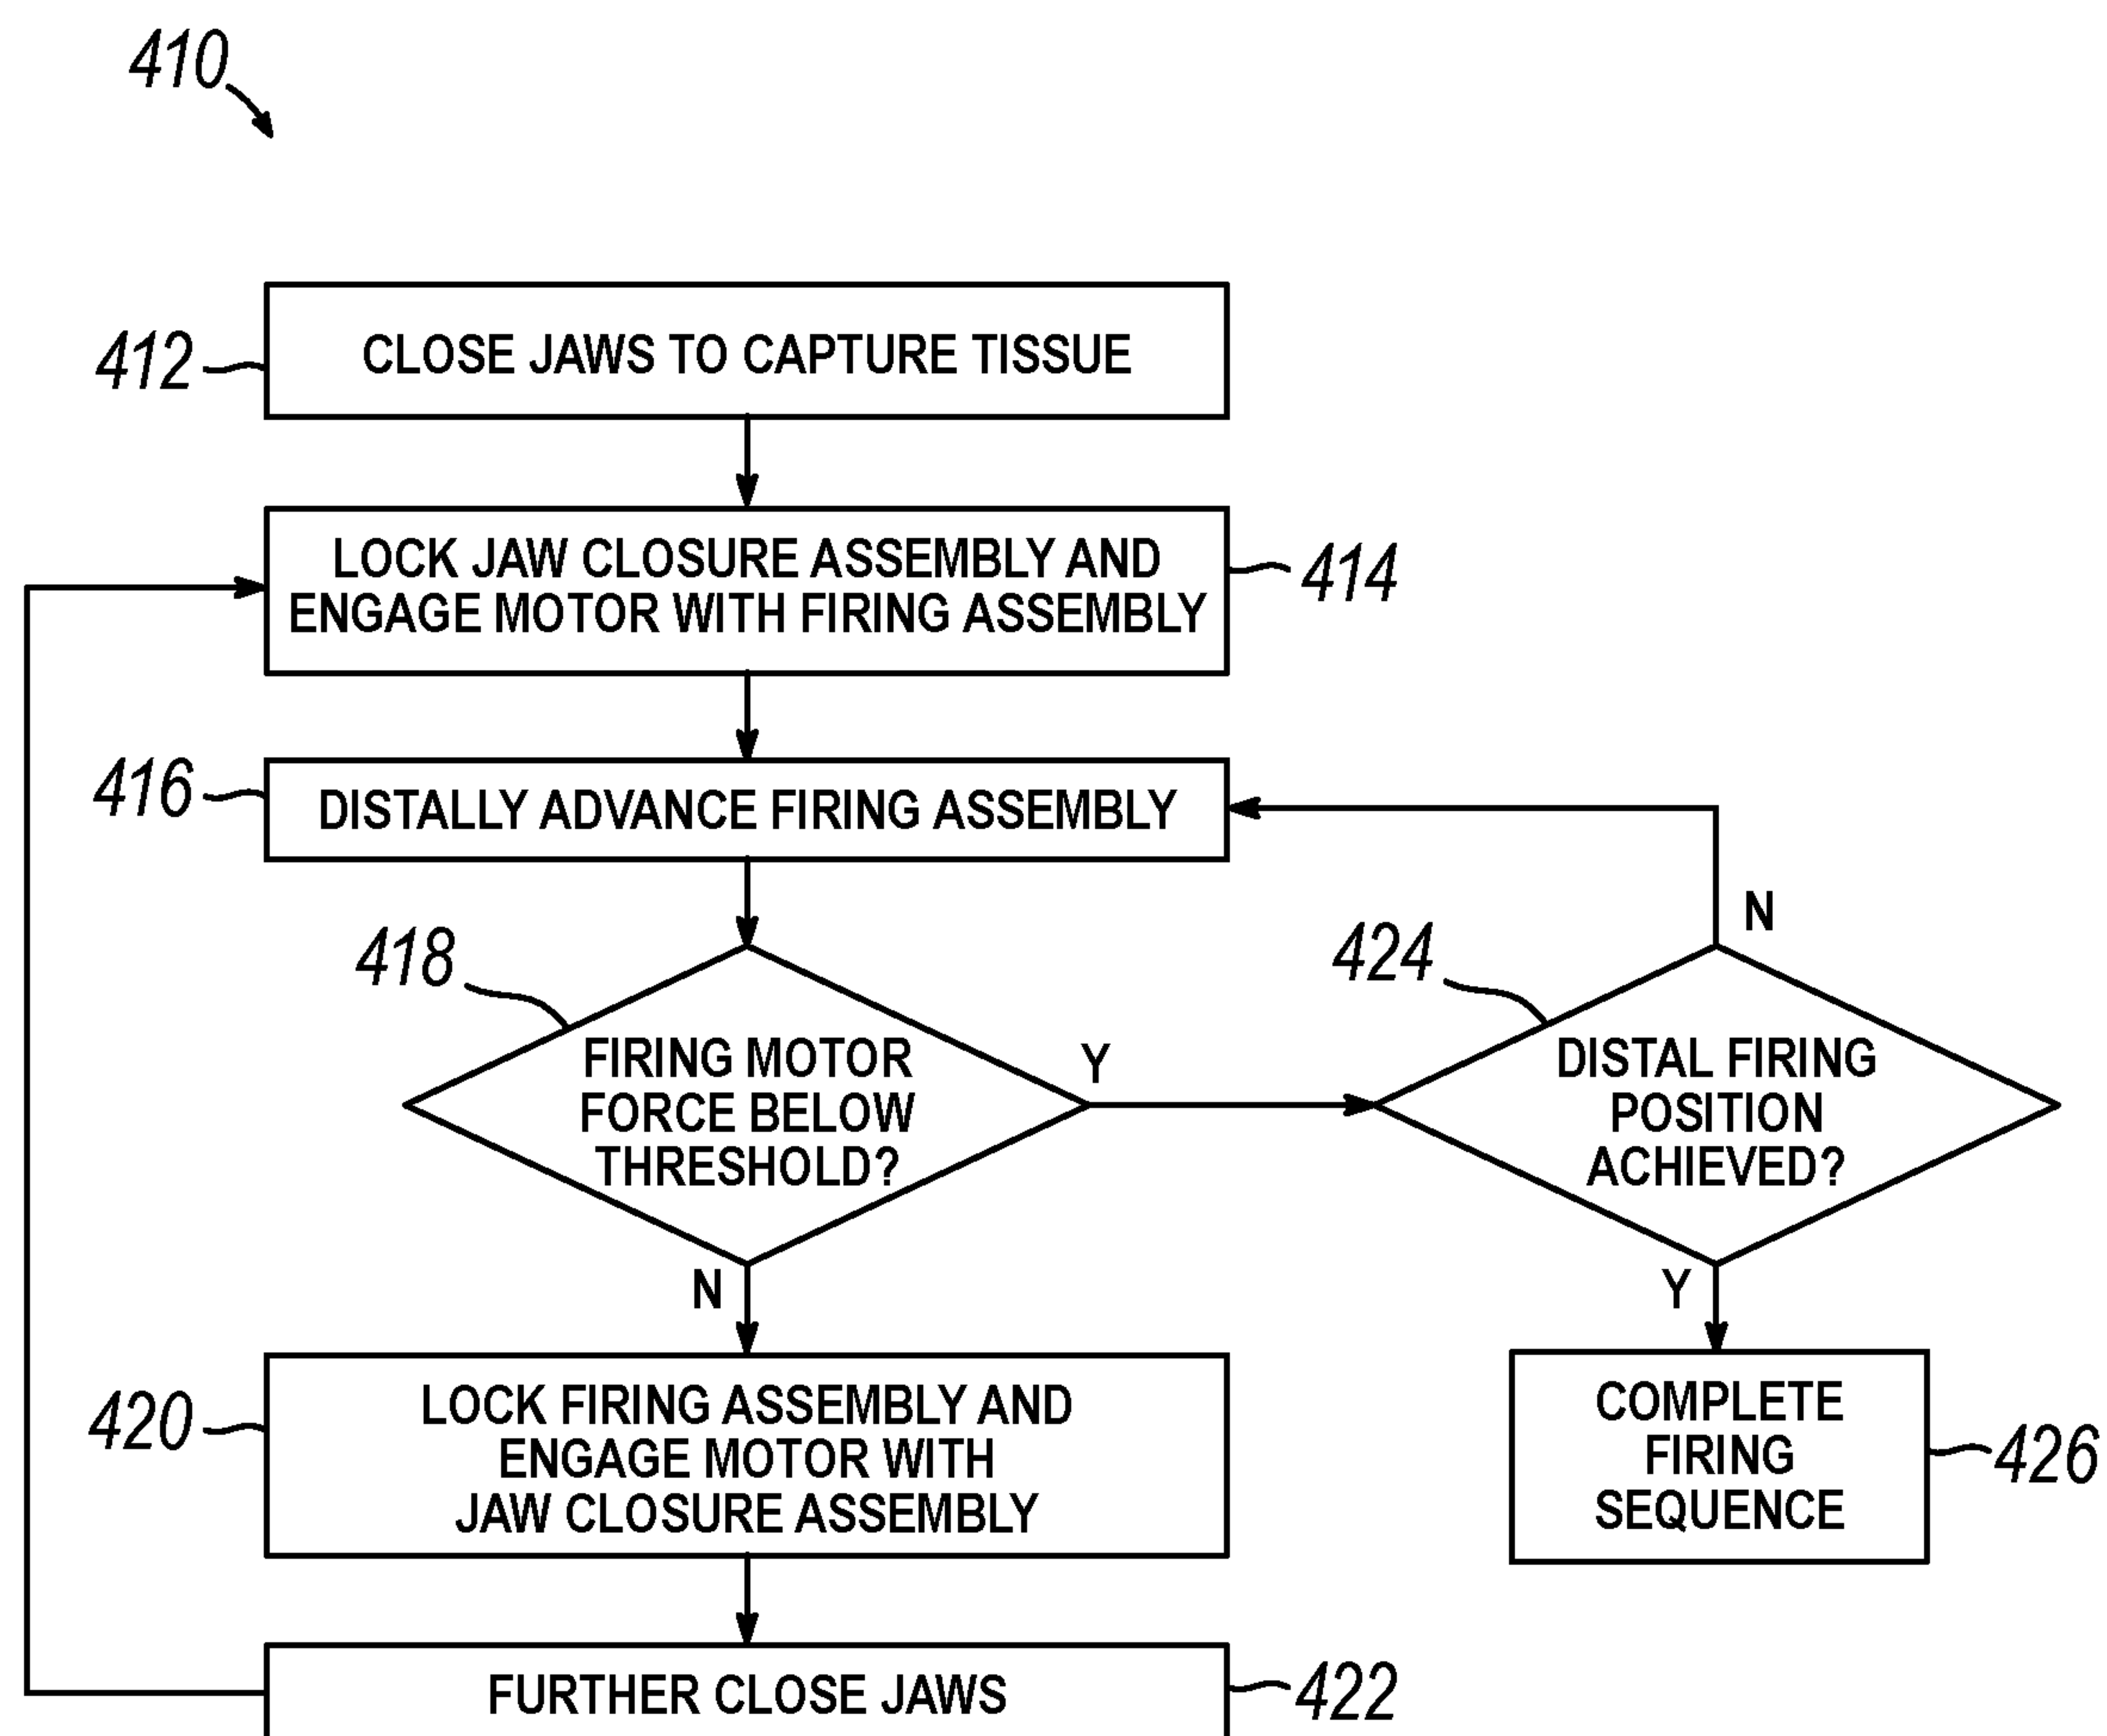 410
412
CLOSE JAWS TO CAPTURE TISSUE
LOCK JAW CLOSURE ASSEMBLY AND
ENGAGE MOTOR WITH FIRING ASSEMBLY
414
416
DISTALLY ADVANCE FIRING ASSEMBLY
418
FIRING MOTOR
FORCE BELOW
THRESHOLD?
Y
N
424
DISTAL FIRING
POSITION
ACHIEVED?
N
Y
420
LOCK FIRING ASSEMBLY AND
ENGAGE MOTOR WITH
JAW CLOSURE ASSEMBLY
COMPLETE
FIRING
SEQUENCE
426
FURTHER CLOSE JAWS
422